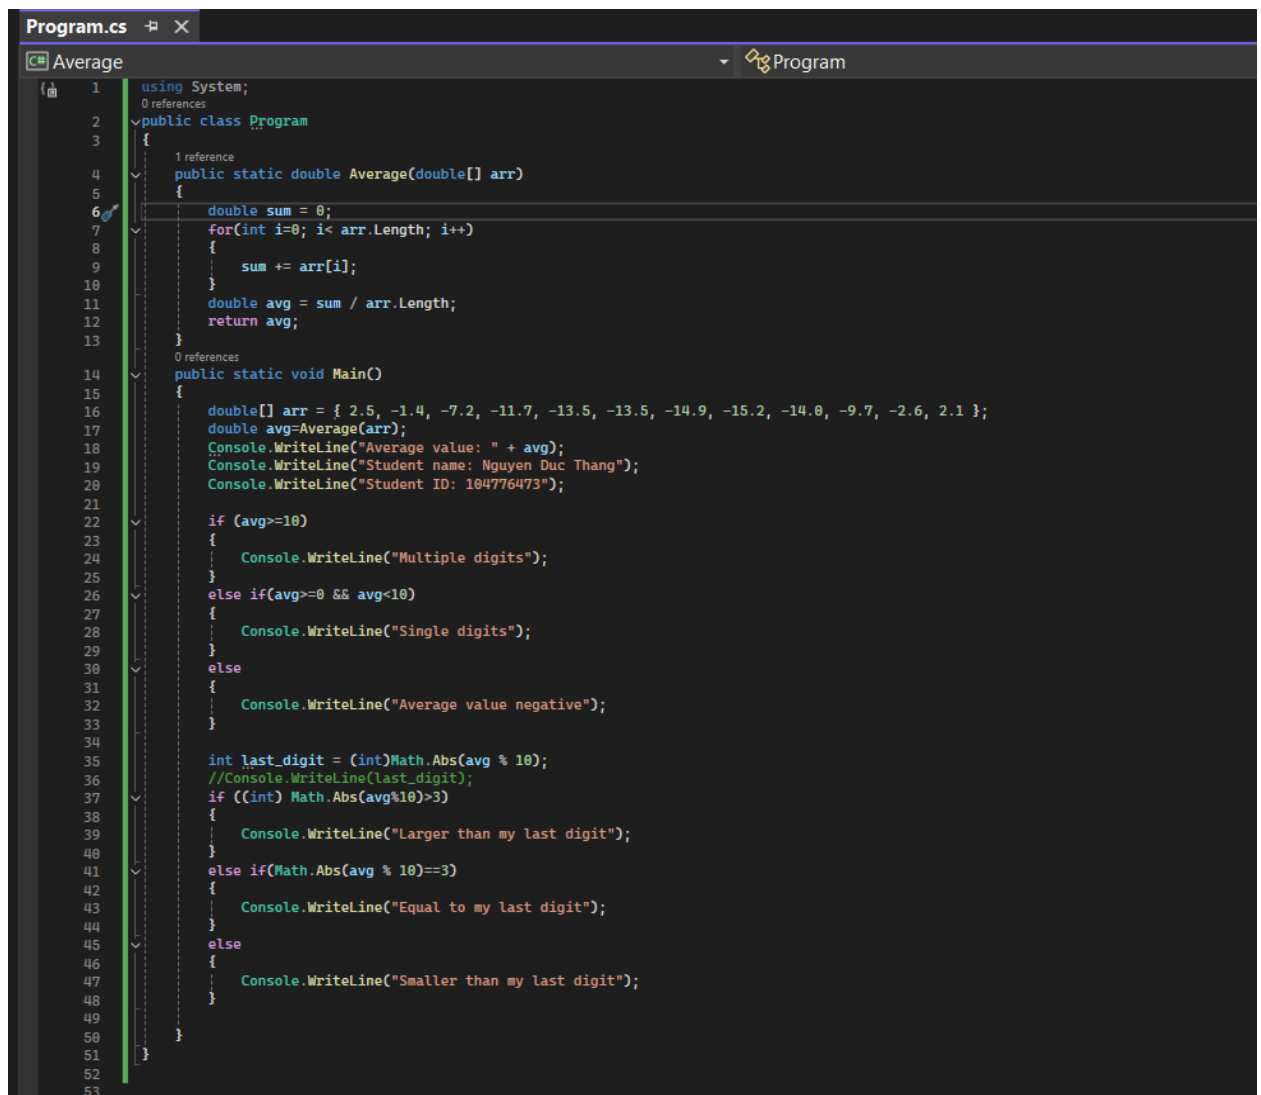 Program.cs
C# Average
Program
1 using System;
0 references
2 public class Program
3 {
1 reference
4 public static double Average(double[] arr)
5 {
6 double sum = 0;
7 for(int i=0; i< arr.Length; i++)
8 {
9 sum += arr[i];
10 }
11 double avg = sum / arr.Length;
12 return avg;
13 }
0 references
14 public static void Main()
15 {
16 double[] arr = { 2.5, -1.4, -7.2, -11.7, -13.5, -13.5, -14.9, -15.2, -14.0, -9.7, -2.6, 2.1 };
17 double avg=Average(arr);
18 Console.WriteLine("Average value: " + avg);
19 Console.WriteLine("Student name: Nguyen Duc Thang");
20 Console.WriteLine("Student ID: 104776473");
21
22 if (avg>=10)
23 {
24 Console.WriteLine("Multiple digits");
25 }
26 else if(avg>=0 && avg<10)
27 {
28 Console.WriteLine("Single digits");
29 }
30 else
31 {
32 Console.WriteLine("Average value negative");
33 }
34
35 int last_digit = (int)Math.Abs(avg % 10);
36 //Console.WriteLine(last_digit);
37 if ((int) Math.Abs(avg%10)>3)
38 {
39 Console.WriteLine("Larger than my last digit");
40 }
41 else if(Math.Abs(avg % 10)==3)
42 {
43 Console.WriteLine("Equal to my last digit");
44 }
45 else
46 {
47 Console.WriteLine("Smaller than my last digit");
48 }
49
50 }
51 }
52
53